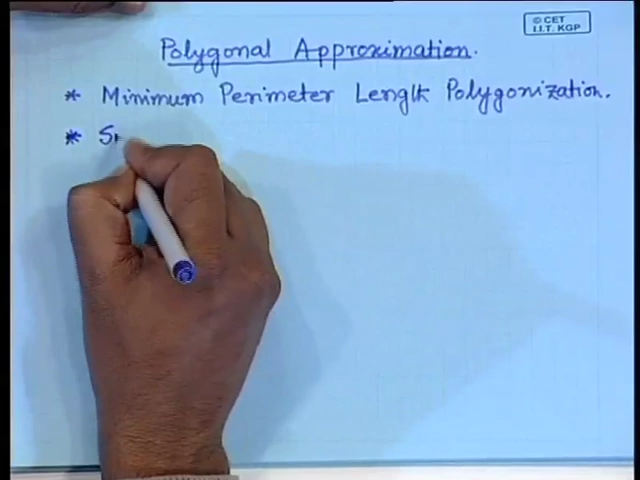 © CET
I.I.T. KGP
Polygonal Approximation.
* Minimum Perimeter Length Polygonization.
*